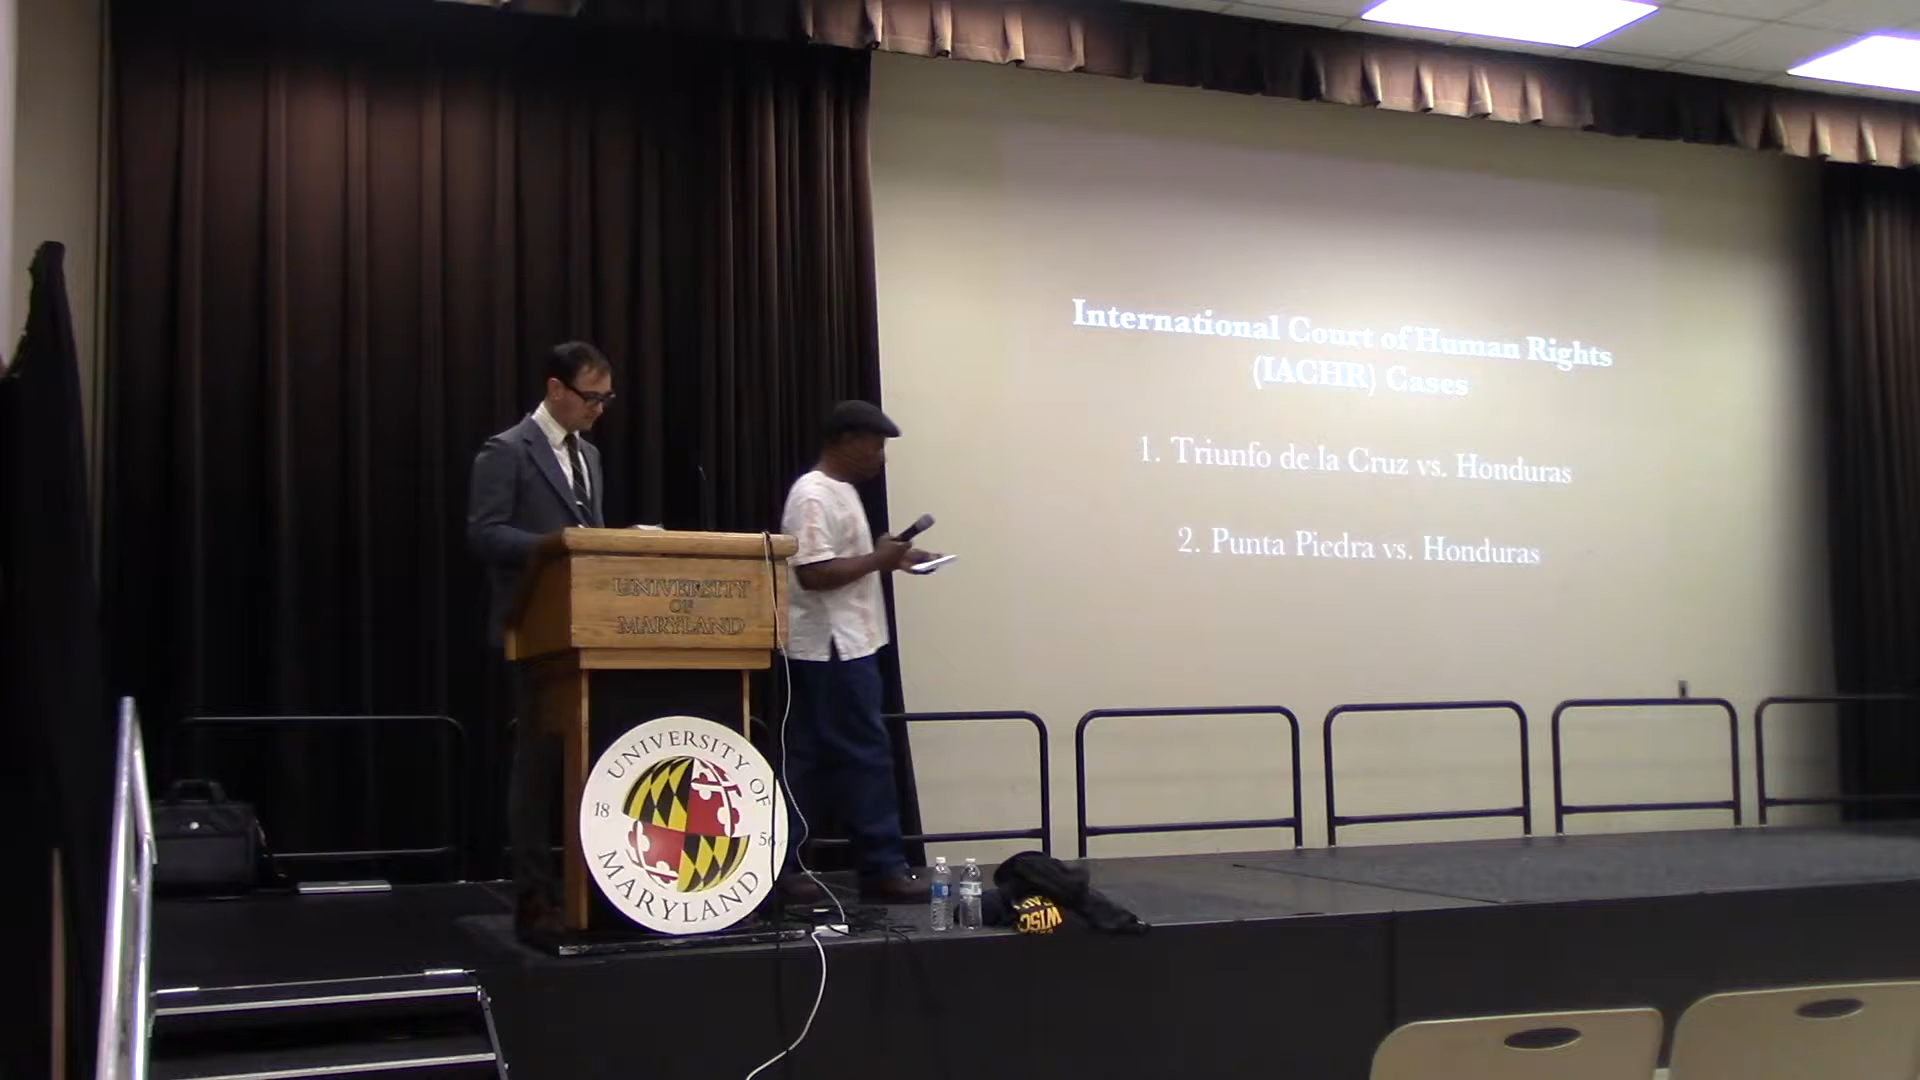 International Court of Human Rights
(IACHR) Cases
1. Triunfo de la Cruz vs. Honduras
2. Punta Piedra vs. Honduras
UNIVERSITY
OF
MARYLAND
UNIVERSITY OF
18 56
MARYLAND
WISC